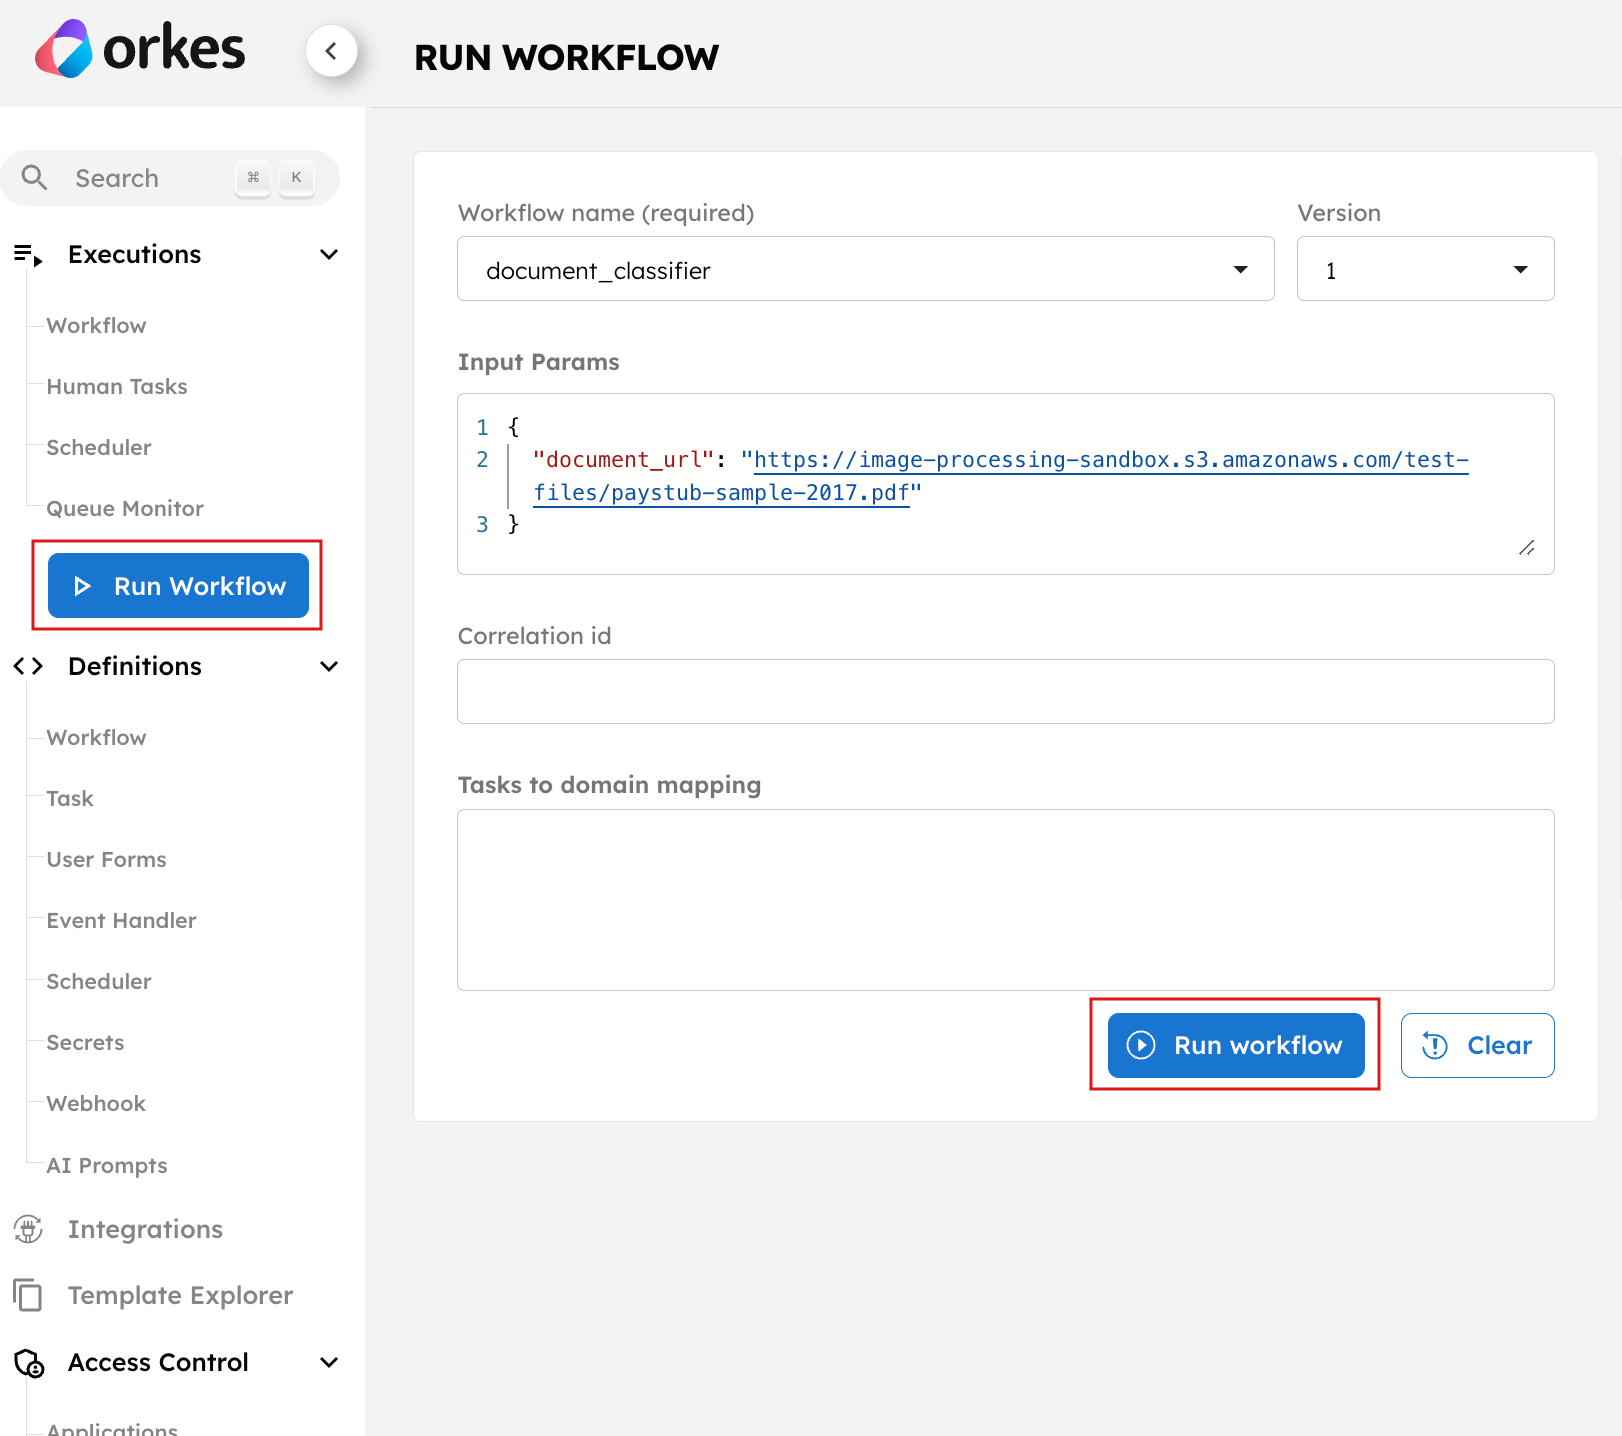 orkes
RUN WORKFLOW
Search ⌘ K
Executions
Workflow
Human Tasks
Scheduler
Queue Monitor
Run Workflow
Definitions
Workflow
Task
User Forms
Event Handler
Scheduler
Secrets
Webhook
AI Prompts
Integrations
Template Explorer
Access Control
Applications
Workflow name (required)
document_classifier
Version
1
Input Params
1 {
2 "document_url": "https://image-processing-sandbox.s3.amazonaws.com/test-
files/paystub-sample-2017.pdf"
3 }
Correlation id
Tasks to domain mapping
Run workflow
Clear